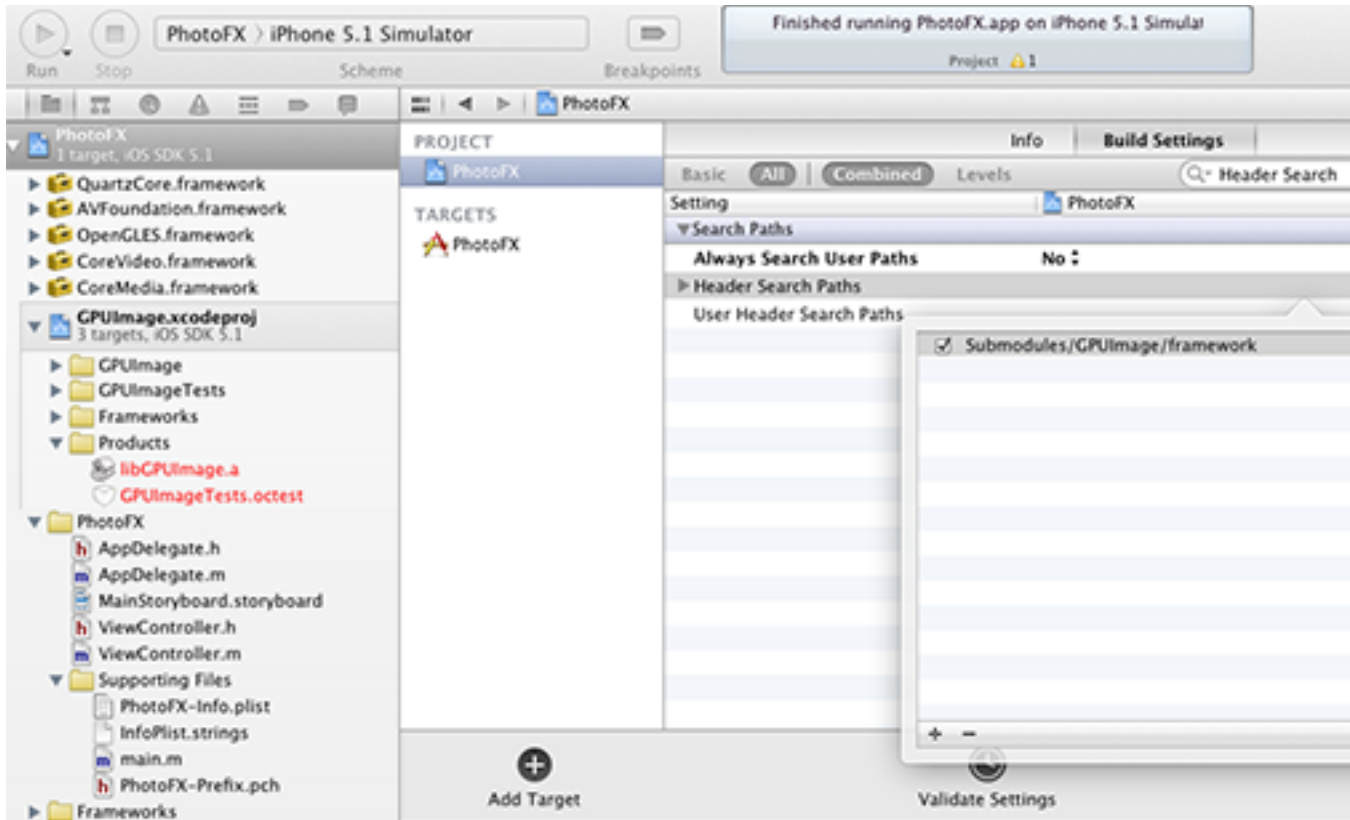 PhotoFX 〉 iPhone 5.1 Simulator
Finished running PhotoFX.app on iPhone 5.1 Simulat
Project 1
Run Stop Scheme Breakpoints
PhotoFX
PhotoFX
1 target, iOS SDK 5.1
QuartzCore.framework
AVFoundation.framework
OpenGLES.framework
CoreVideo.framework
CoreMedia.framework
GPUImage.xcodeproj
3 targets, iOS SDK 5.1
GPUImage
GPUImageTests
Frameworks
Products
libGPUImage.a
GPUImageTests.octest
PhotoFX
h AppDelegate.h
m AppDelegate.m
MainStoryboard.storyboard
h ViewController.h
m ViewController.m
Supporting Files
PhotoFX-Info.plist
InfoPlist.strings
m main.m
h PhotoFX-Prefix.pch
Frameworks
PROJECT
PhotoFX
TARGETS
PhotoFX
Info Build Settings
Basic All Combined Levels Header Search
Setting PhotoFX
Search Paths
Always Search User Paths No
Header Search Paths
User Header Search Paths
Submodules/GPUImage/framework
+ −
Add Target Validate Settings